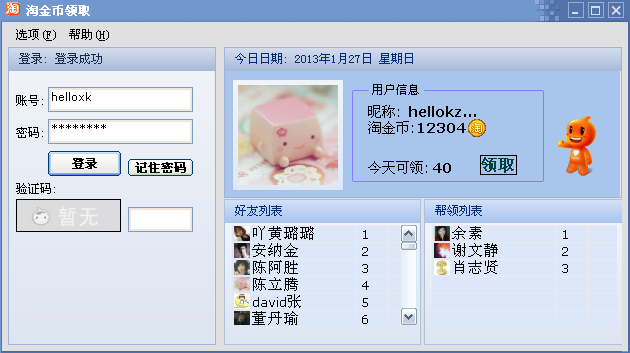 淘 淘金币领取
选项(F) 帮助(H)
登录: 登录成功
账号: helloxk
密码: ********
登录 记住密码
验证码:
暂无
今日日期: 2013年1月27日 星期日
用户信息
昵称: hellokz...
淘金币:12304 淘
今天可领: 40 领取
好友列表
吖黄璐璐 1
安纳金 2
陈阿胜 3
陈立腾 4
david张 5
董丹瑜 6
帮领列表
余素 1
谢文静 2
肖志贤 3